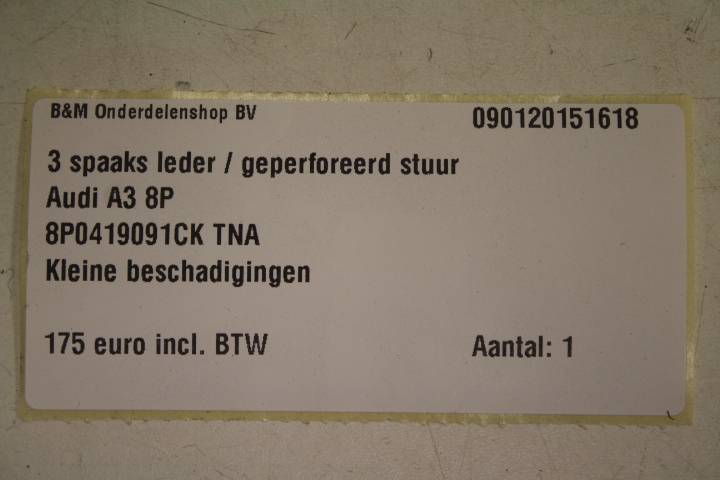 B&M Onderdelenshop BV 090120151618
3 spaaks leder / geperforeerd stuur
Audi A3 8P
8P0419091CK TNA
Kleine beschadigingen
175 euro incl. BTW Aantal: 1